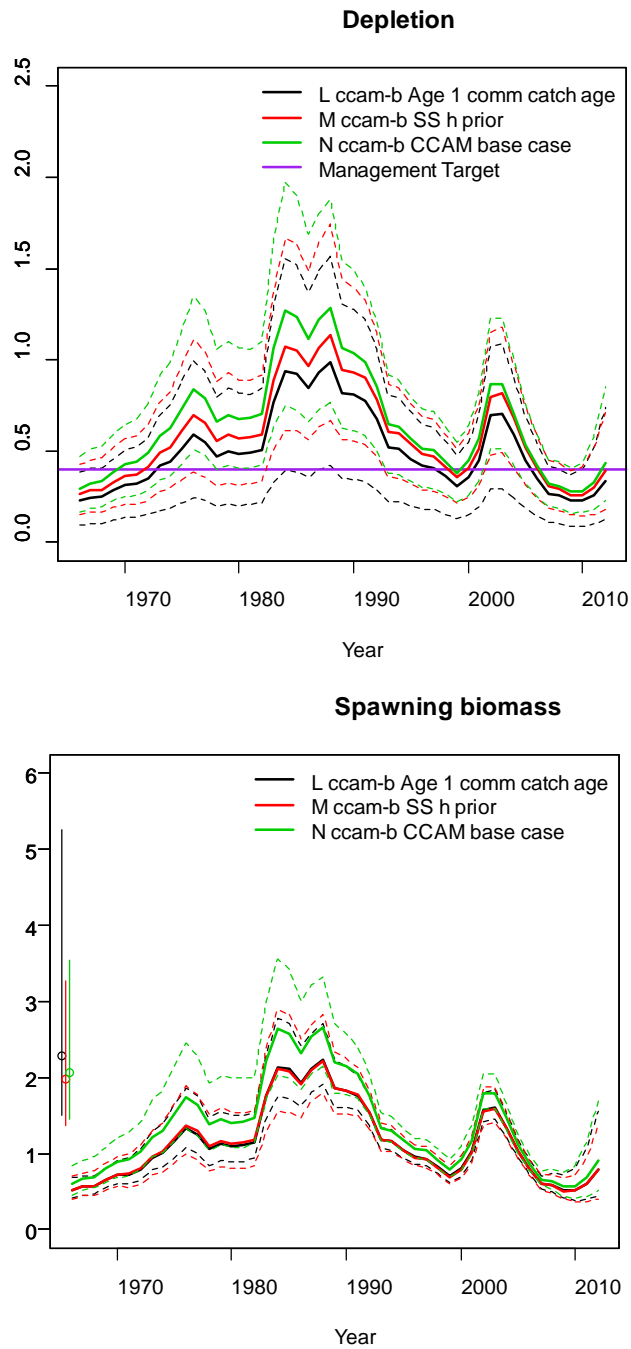 Depletion
2.5
2.0
1.5
1.0
0.5
0.0
L ccam-b Age 1 comm catch age
M ccam-b SS h prior
N ccam-b CCAM base case
Management Target
1970 1980 1990 2000 2010
Year
Spawning biomass
6
5
4
3
2
1
0
L ccam-b Age 1 comm catch age
M ccam-b SS h prior
N ccam-b CCAM base case
1970 1980 1990 2000 2010
Year